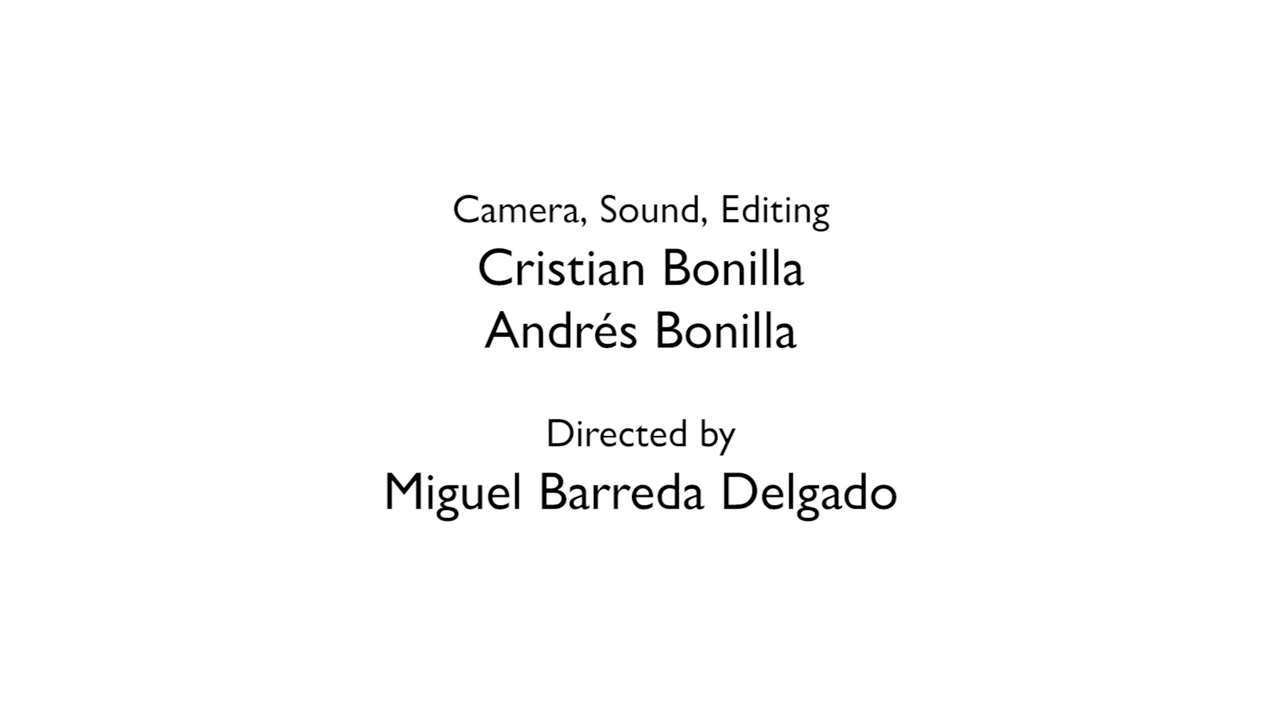 Camera, Sound, Editing
Cristian Bonilla
Andrés Bonilla
Directed by
Miguel Barreda Delgado